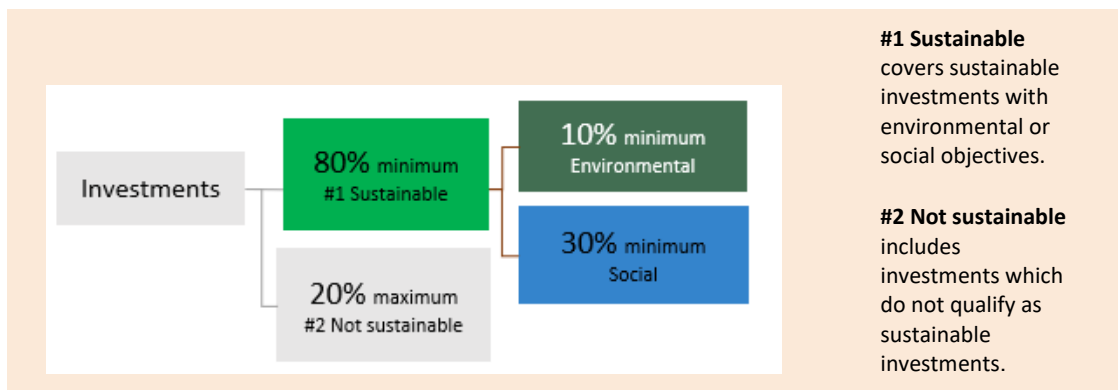 Investments
80% minimum
#1 Sustainable
20% maximum
#2 Not sustainable
10% minimum
Environmental
30% minimum
Social
#1 Sustainable
covers sustainable
investments with
environmental or
social objectives.
#2 Not sustainable
includes
investments which
do not qualify as
sustainable
investments.